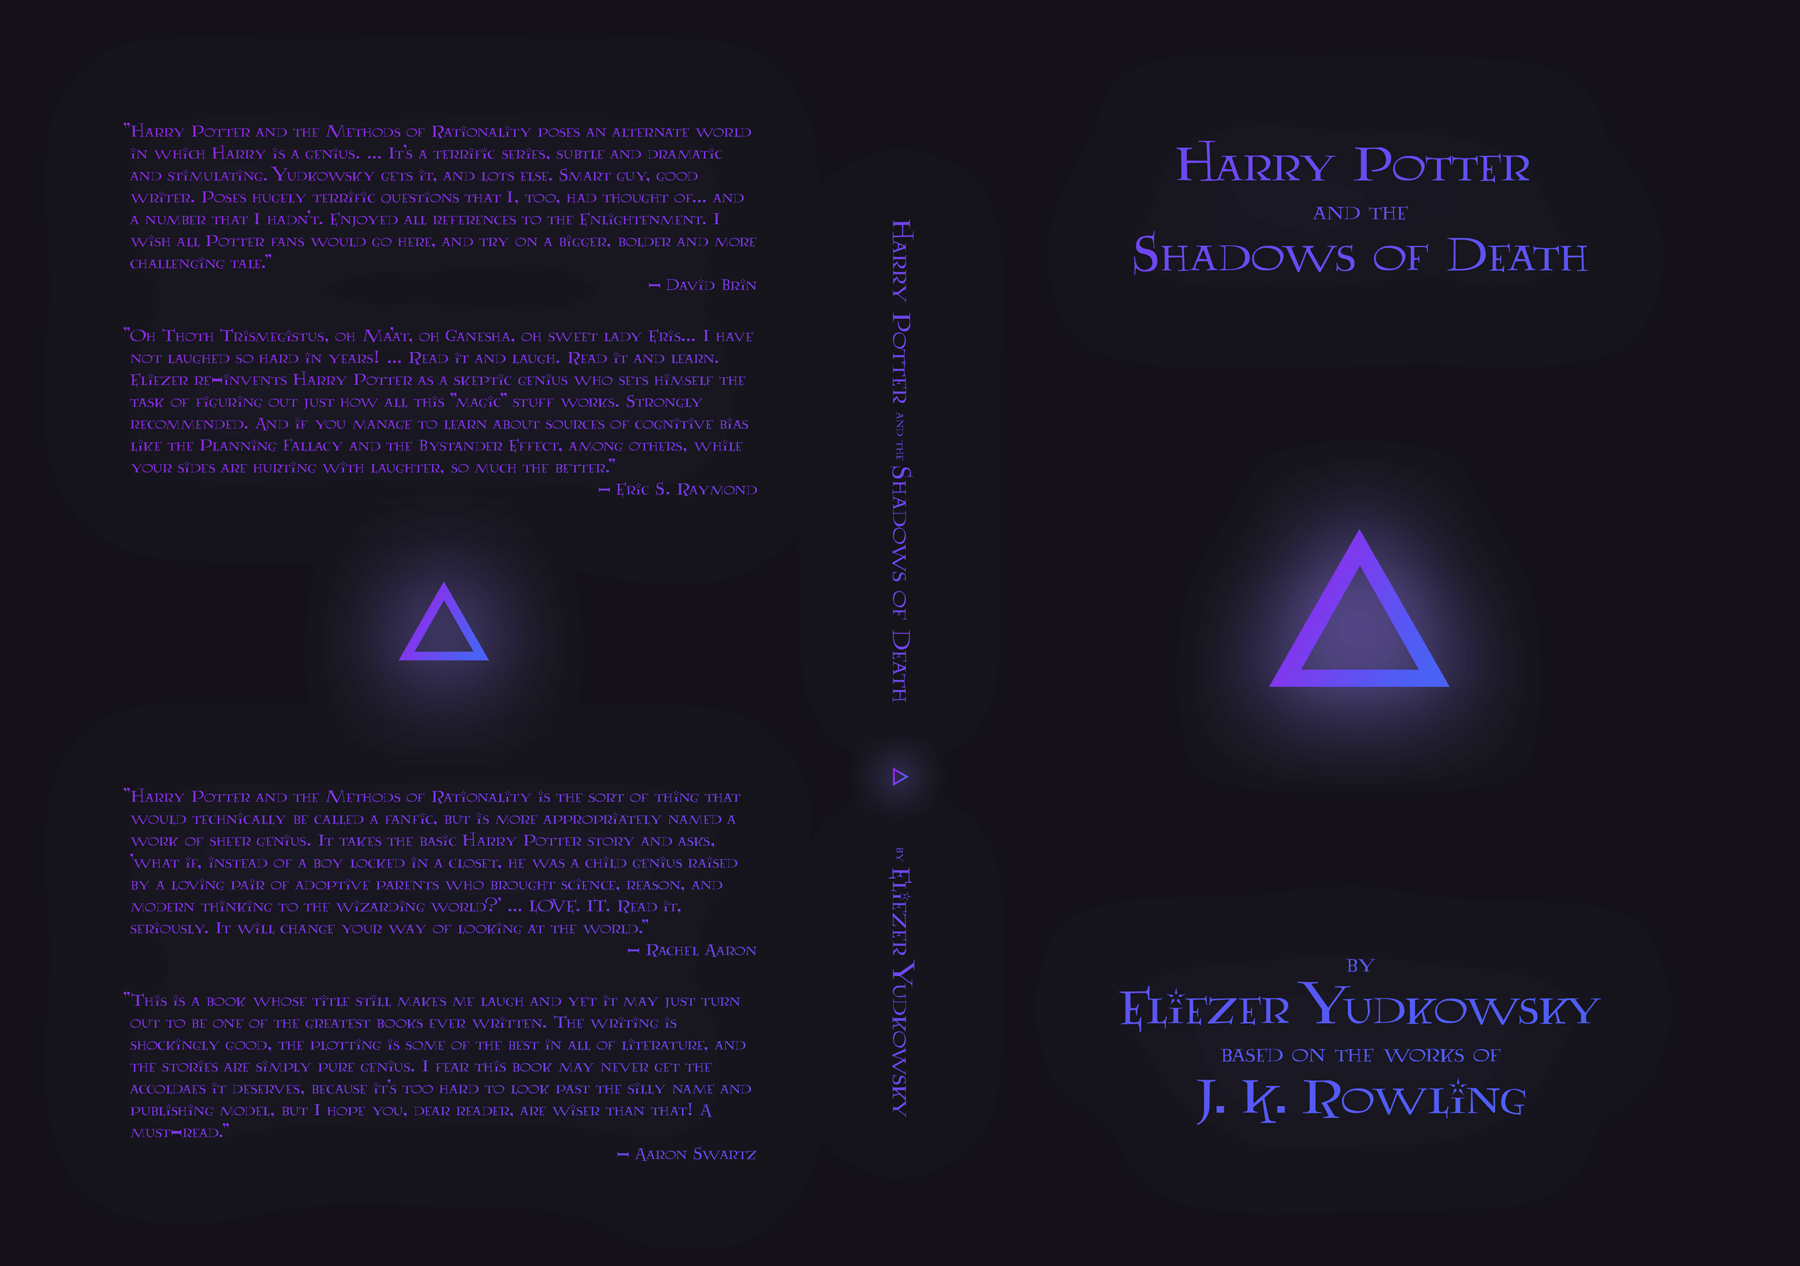 "Harry Potter and the Methods of Rationality poses an alternate world
in which Harry is a genius. ... It's a terrific series, subtle and dramatic
and stimulating. Yudkowsky gets it, and lots else. Smart guy, good
writer. Poses hugely terrific questions that I, too, had thought of... and
a number that I hadn't. Enjoyed all references to the Enlightenment. I
wish all Potter fans would go here, and try on a bigger, bolder and more
challenging tale."
– David Brin
"Oh Thoth Trismegistus, oh Ma'at, oh Ganesha, oh sweet lady Eris... I have
not laughed so hard in years! ... Read it and laugh. Read it and learn.
Eliezer re-invents Harry Potter as a skeptic genius who sets himself the
task of figuring out just how all this "magic" stuff works. Strongly
recommended. And if you manage to learn about sources of cognitive bias
like the Planning Fallacy and the Bystander Effect, among others, while
your sides are hurting with laughter, so much the better."
– Eric S. Raymond
"Harry Potter and the Methods of Rationality is the sort of thing that
would technically be called a fanfic, but is more appropriately named a
work of sheer genius. It takes the basic Harry Potter story and asks,
'what if, instead of a boy locked in a closet, he was a child genius raised
by a loving pair of adoptive parents who brought science, reason, and
modern thinking to the wizarding world?' ... LOVE. IT. Read it,
seriously. It will change your way of looking at the world."
– Rachel Aaron
"This is a book whose title still makes me laugh and yet it may just turn
out to be one of the greatest books ever written. The writing is
shockingly good, the plotting is some of the best in all of literature, and
the stories are simply pure genius. I fear this book may never get the
accoldaes it deserves, because it's too hard to look past the silly name and
publishing model, but I hope you, dear reader, are wiser than that! A
must-read."
– Aaron Swartz
Harry Potter and the Shadows of Death
by Eliezer Yudkowsky
Harry Potter
and the
Shadows of Death
by
Eliezer Yudkowsky
based on the works of
J. K. Rowling